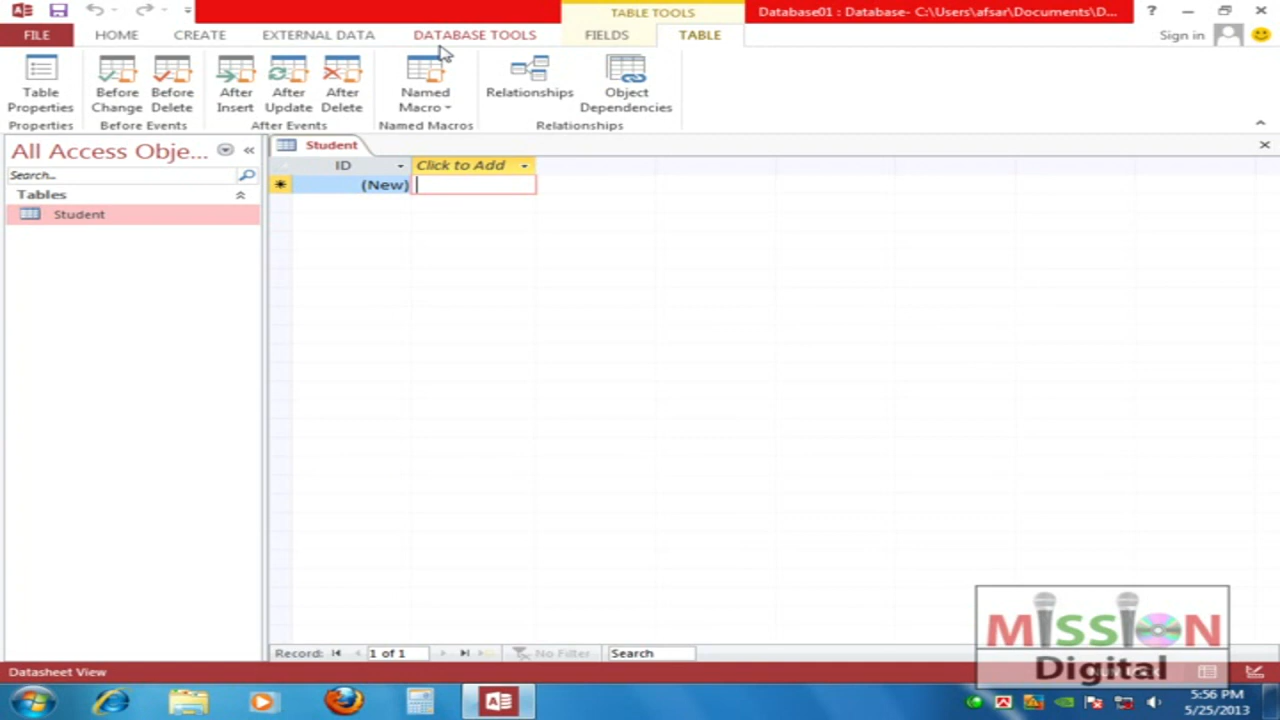 TABLE TOOLS
Database01 : Database- C:\Users\afsar\Documents\D...
?
FILE HOME CREATE EXTERNAL DATA DATABASE TOOLS FIELDS TABLE
Sign in
Table Properties
Before Change
Before Delete
After Insert
After Update
After Delete
Named Macro
Relationships
Object Dependencies
Properties
Before Events
After Events
Named Macros
Relationships
All Access Obje...
Search...
Tables
Student
Student
ID
Click to Add
(New)
Record:
1 of 1
No Filter
Search
Datasheet View
MISSION
Digital
5:56 PM
5/25/2013